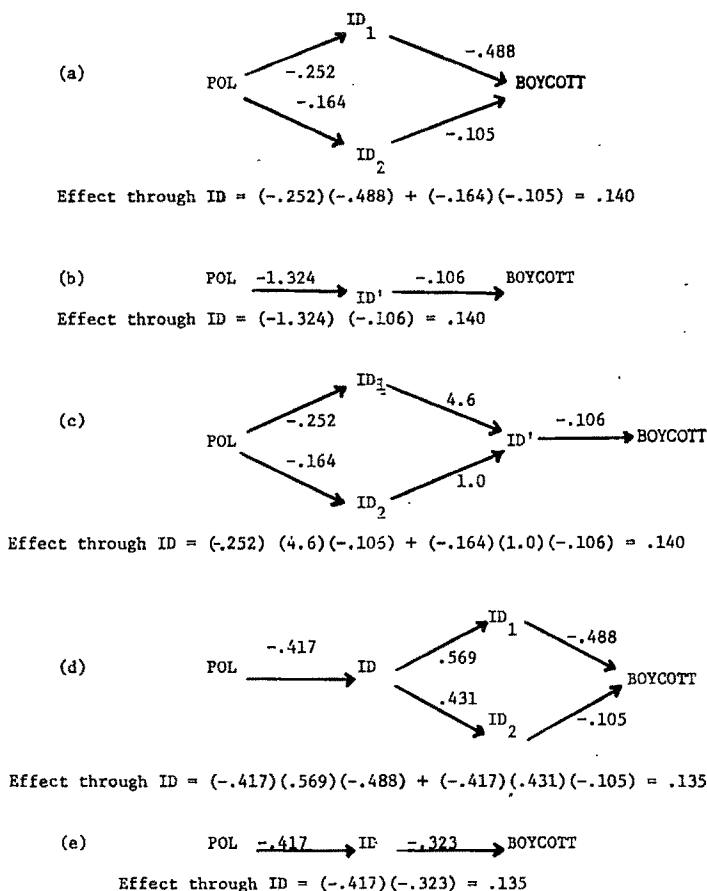 ID1
-.488
(a) POL -.252 BOYCOTT
-.164
-.105
ID2
Effect through ID = (-.252)(-.488) + (-.164)(-.105) = .140
(b) POL -1.324 ID' -.106 BOYCOTT
Effect through ID = (-1.324) (-.106) = .140
ID1
4.6
(c) POL -.252 ID' -.106 BOYCOTT
-.164
1.0
ID2
Effect through ID = (-.252) (4.6)(-.106) + (-.164)(1.0)(-.106) = .140
ID1
-.417 -.488
(d) POL ID .569 BOYCOTT
.431
-.105
ID2
Effect through ID = (-.417)(.569)(-.488) + (-.417)(.431)(-.105) = .135
(e) POL -.417 ID -.323 BOYCOTT
Effect through ID = (-.417)(-.323) = .135